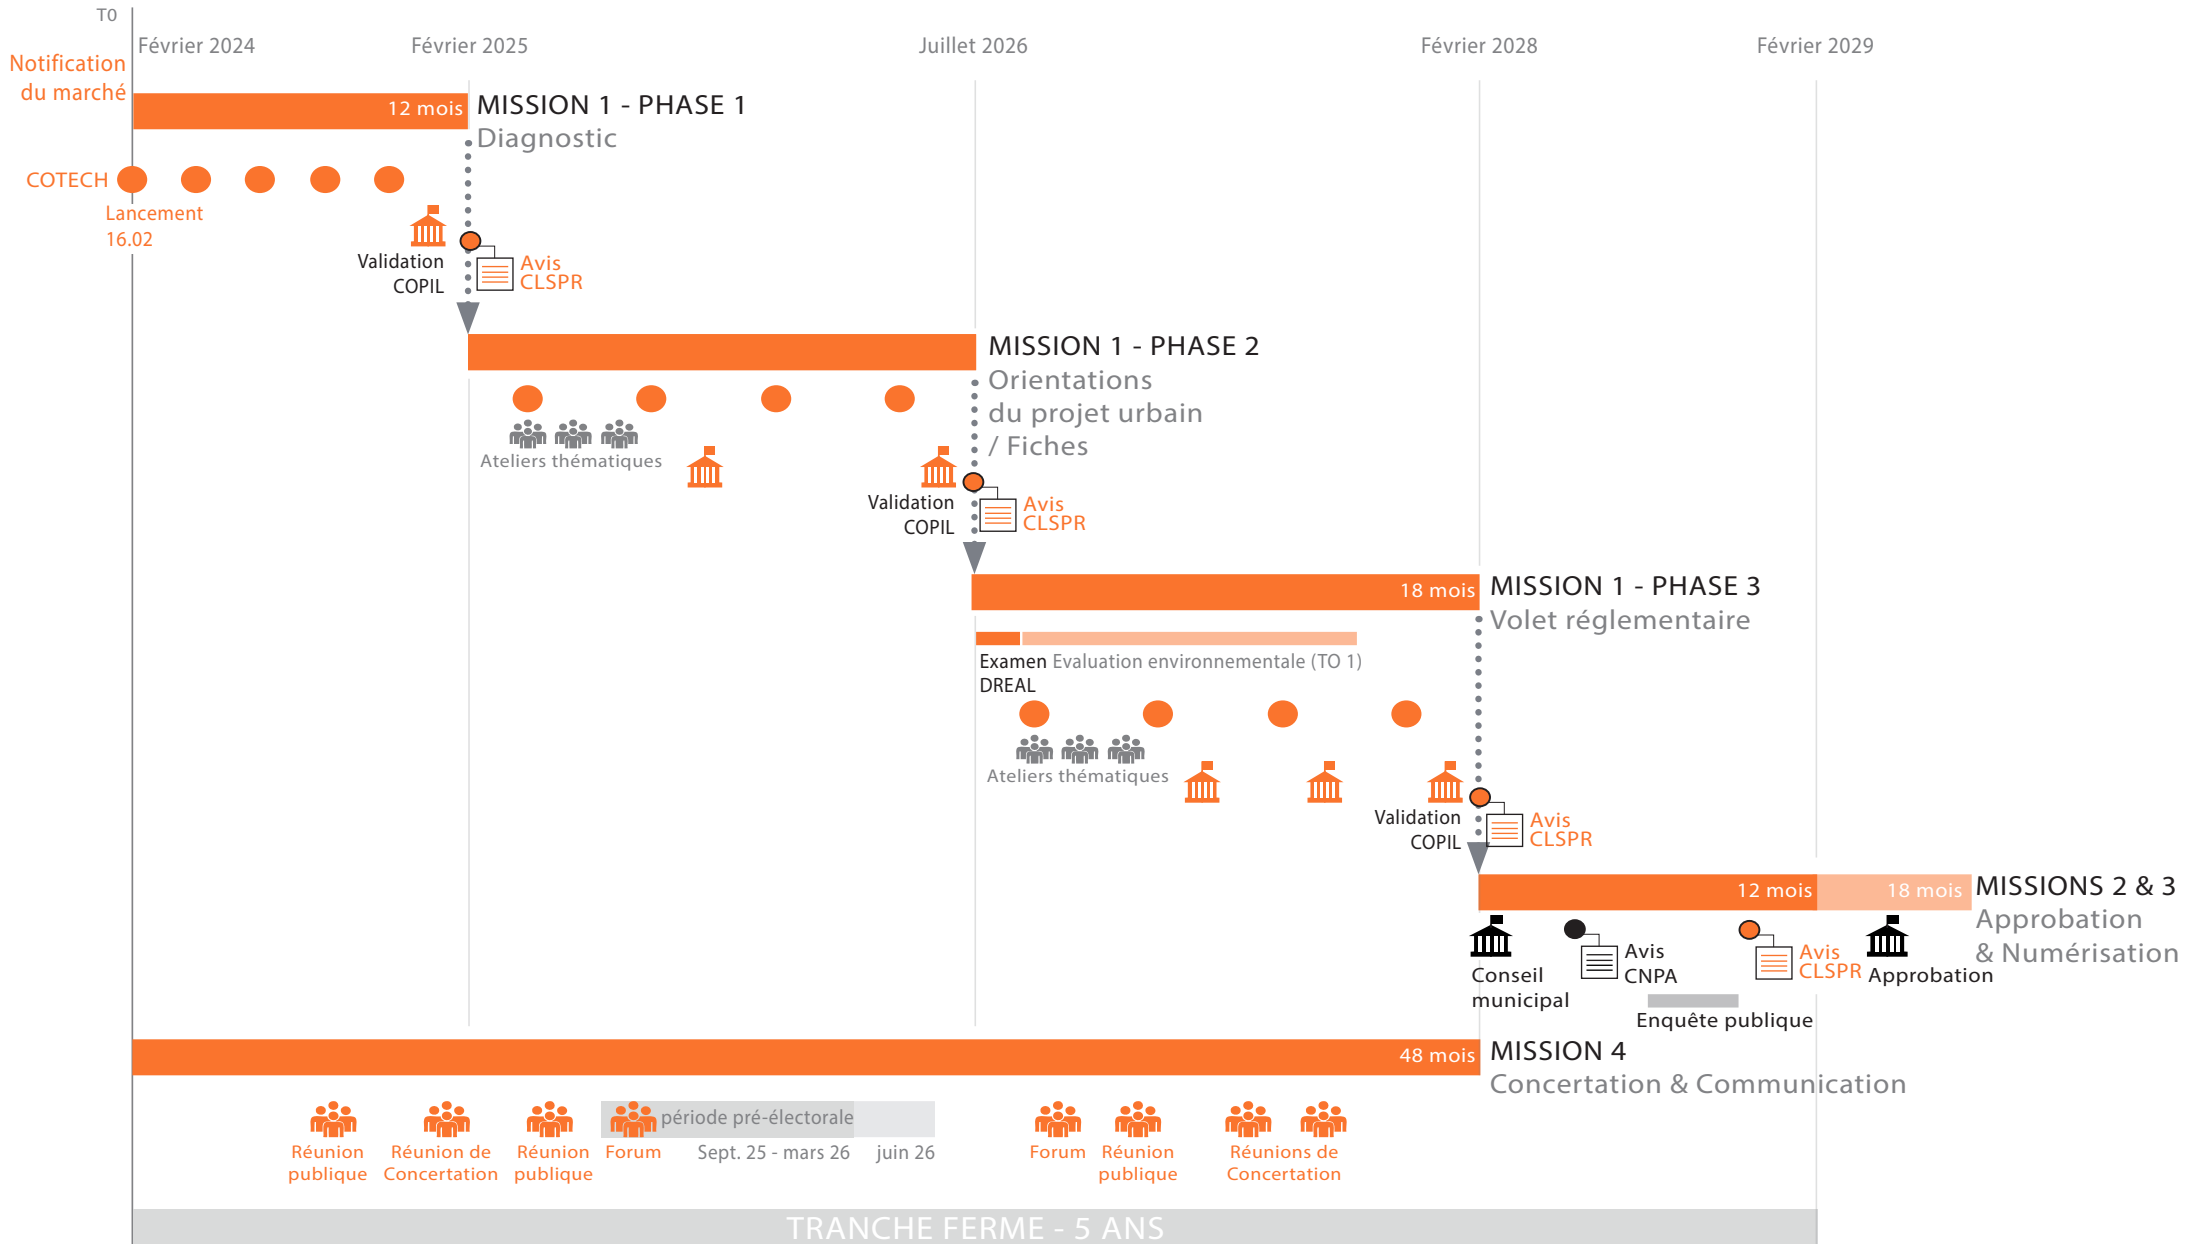 T0
Février 2024
Février 2025
Juillet 2026
Février 2028
Février 2029
Notification
du marché
12 mois
MISSION 1 - PHASE 1
Diagnostic
COTECH
Lancement
16.02
Validation
COPIL
Avis
CLSPR
MISSION 1 - PHASE 2
Orientations
du projet urbain
/ Fiches
Ateliers thématiques
Validation
COPIL
Avis
CLSPR
18 mois
MISSION 1 - PHASE 3
Volet réglementaire
Examen
DREAL
Evaluation environnementale (TO 1)
Ateliers thématiques
Validation
COPIL
Avis
CLSPR
12 mois
18 mois
MISSIONS 2 & 3
Approbation
& Numérisation
Conseil
municipal
Avis
CNPA
Avis
CLSPR
Approbation
Enquête publique
48 mois
MISSION 4
Concertation & Communication
période pré-électorale
Réunion
publique
Réunion de
Concertation
Réunion
publique
Forum
Sept. 25 - mars 26
juin 26
Forum
Réunion
publique
Réunions de
Concertation
TRANCHE FERME - 5 ANS